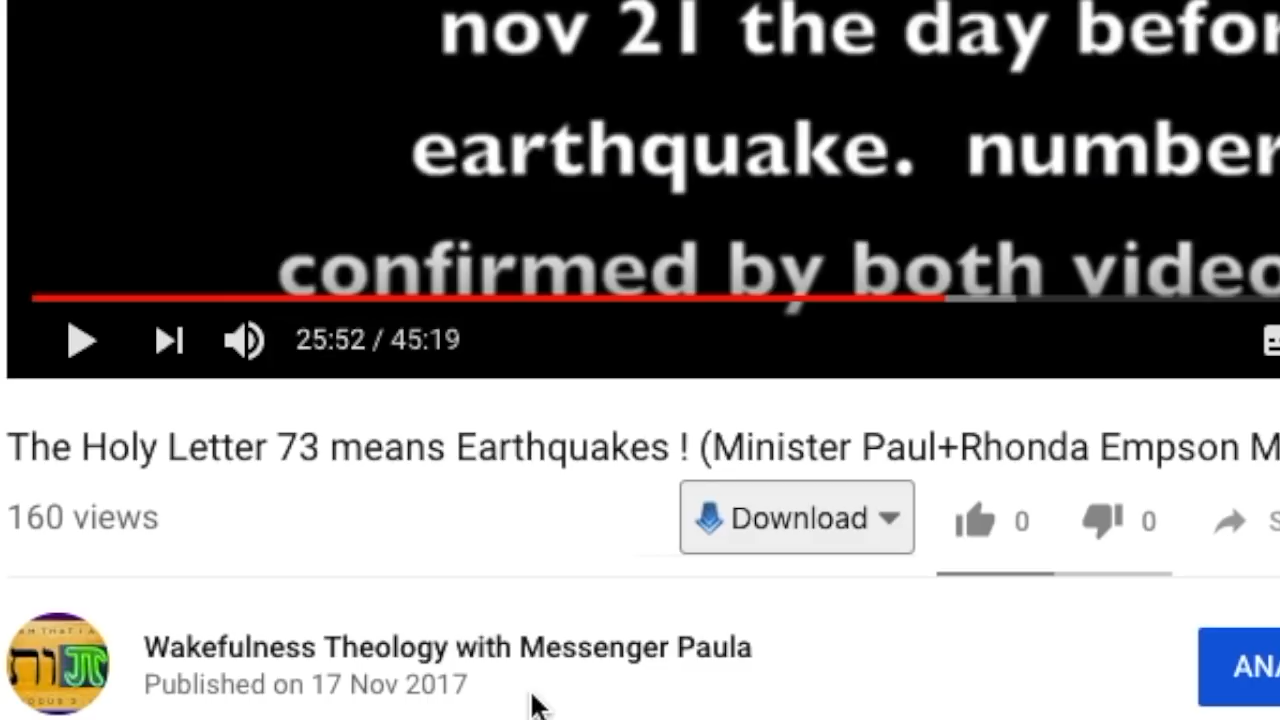 nov 21 the day befor
earthquake. number
confirmed by both video
25:52 / 45:19
The Holy Letter 73 means Earthquakes ! (Minister Paul+Rhonda Empson M
160 views
Download
0
0
S
Wakefulness Theology with Messenger Paula
Published on 17 Nov 2017
ANA